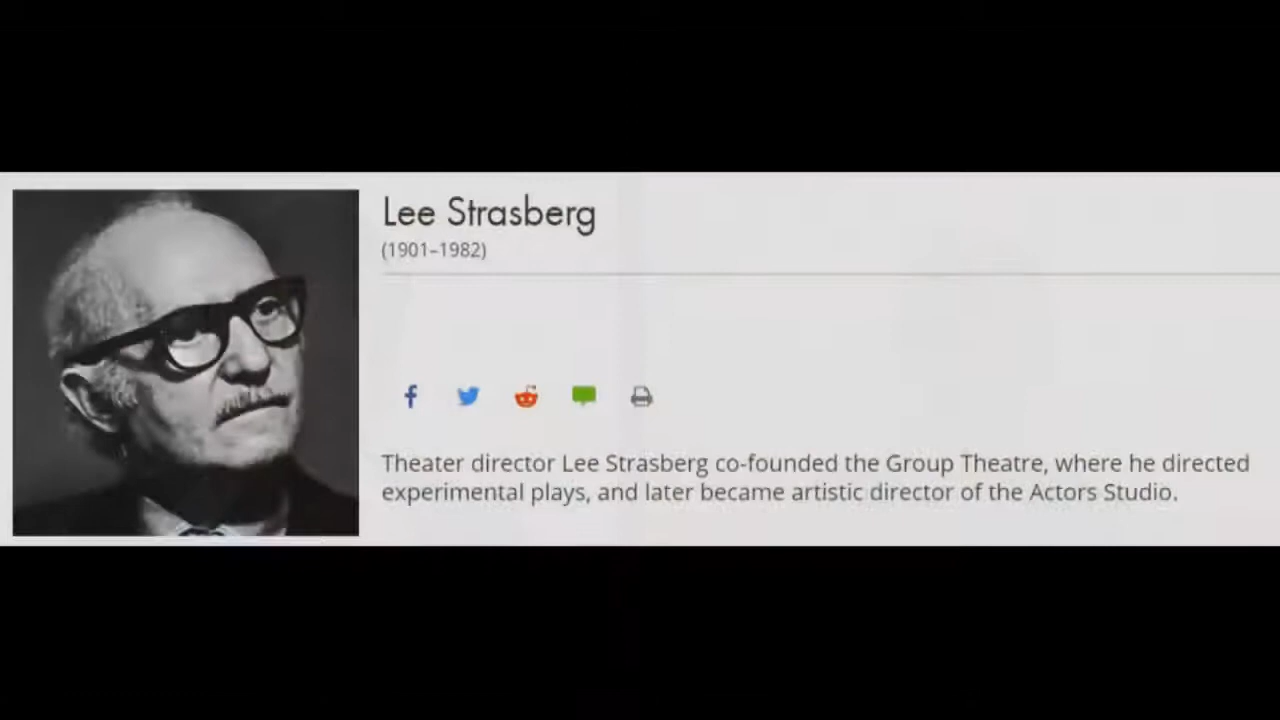 Lee Strasberg
(1901–1982)
Theater director Lee Strasberg co-founded the Group Theatre, where he directed
experimental plays, and later became artistic director of the Actors Studio.